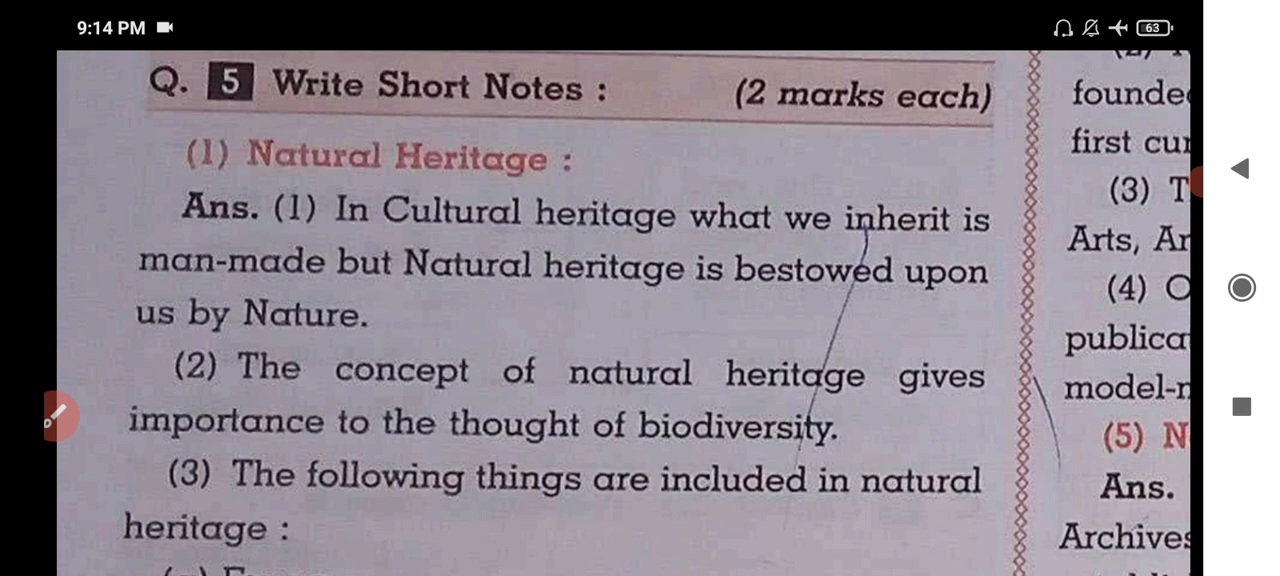 9:14 PM
63
Q. 5 Write Short Notes : (2 marks each)
(1) Natural Heritage :
Ans. (1) In Cultural heritage what we inherit is
man-made but Natural heritage is bestowed upon
us by Nature.
(2) The concept of natural heritage gives
importance to the thought of biodiversity.
(3) The following things are included in natural
heritage :
first
(3) T
Arts,
(4) O
(5) N
Ans.
Archives